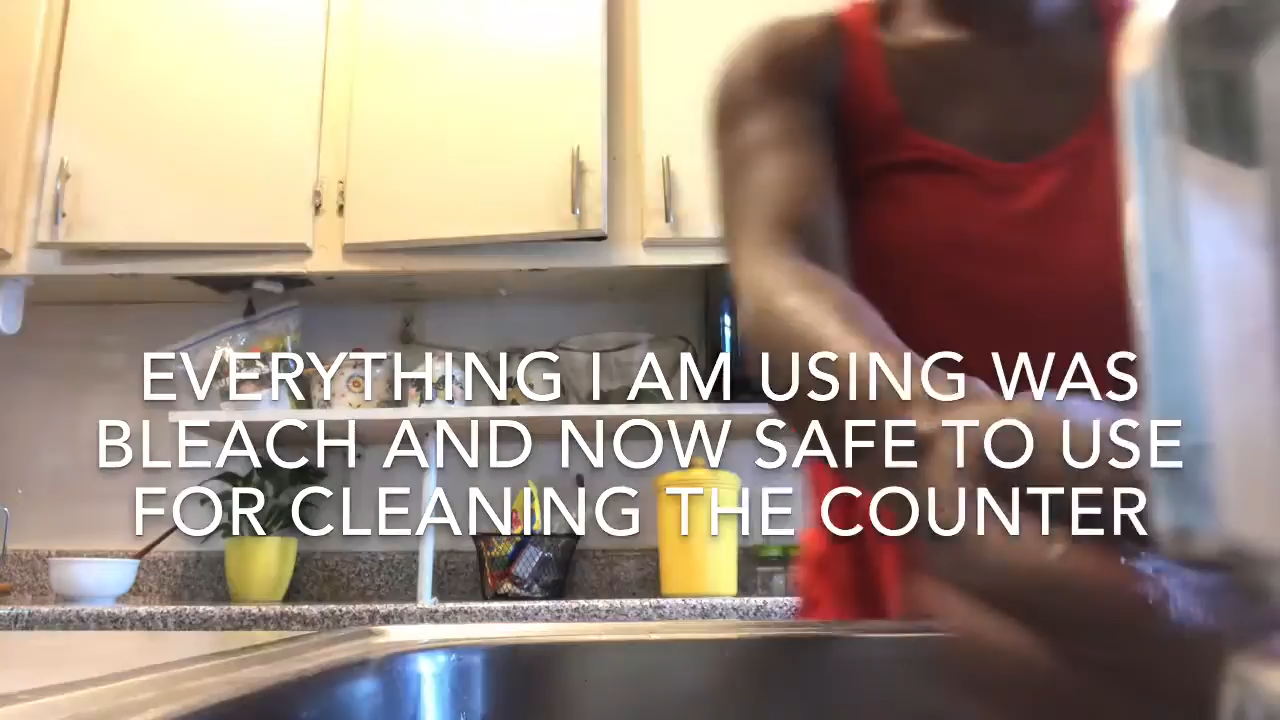 EVERYTHING I AM USING WAS
BLEACH AND NOW SAFE TO USE
FOR CLEANING THE COUNTER